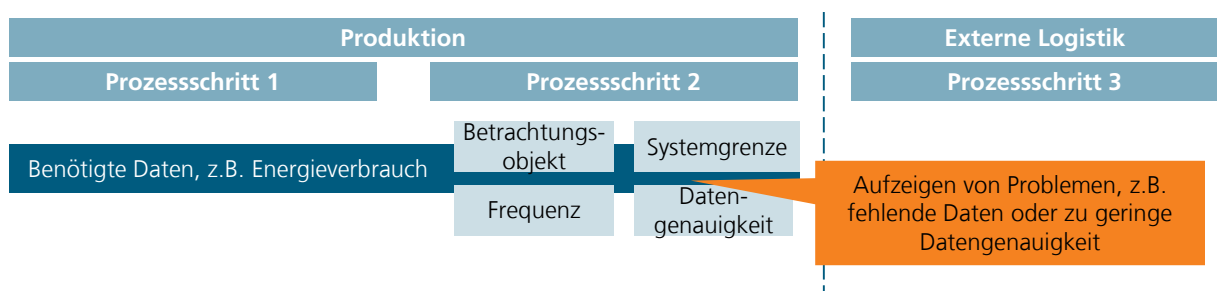 Produktion
Externe Logistik
Prozessschritt 1
Prozessschritt 2
Prozessschritt 3
Benötigte Daten, z.B. Energieverbrauch
Betrachtungs-
objekt
Systemgrenze
Frequenz
Daten-
genauigkeit
Aufzeigen von Problemen, z.B.
fehlende Daten oder zu geringe
Datengenauigkeit